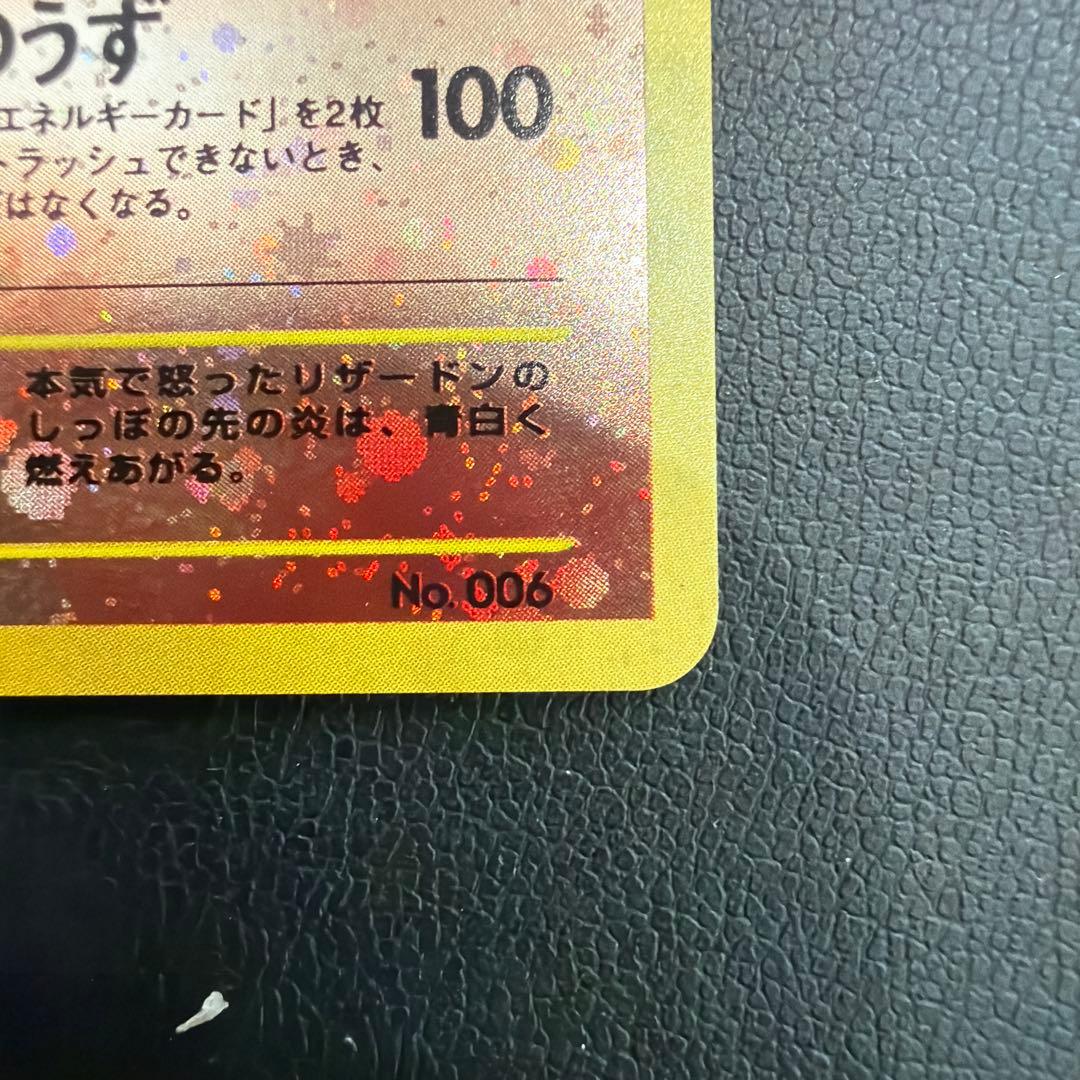 のうず
エネルギーカード」を2枚
100
トラッシュできないとき、
はなくなる。
本気で怒ったリザードンの
しっぽの先の炎は、青白く
燃えあがる。
No.006